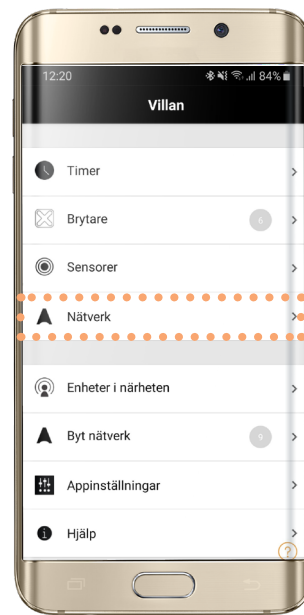 12:20
84%
Villan
Timer
Brytare 6
Sensorer
Nätverk
Enheter i närheten
Byt nätverk 9
Appinställningar
Hjälp
?